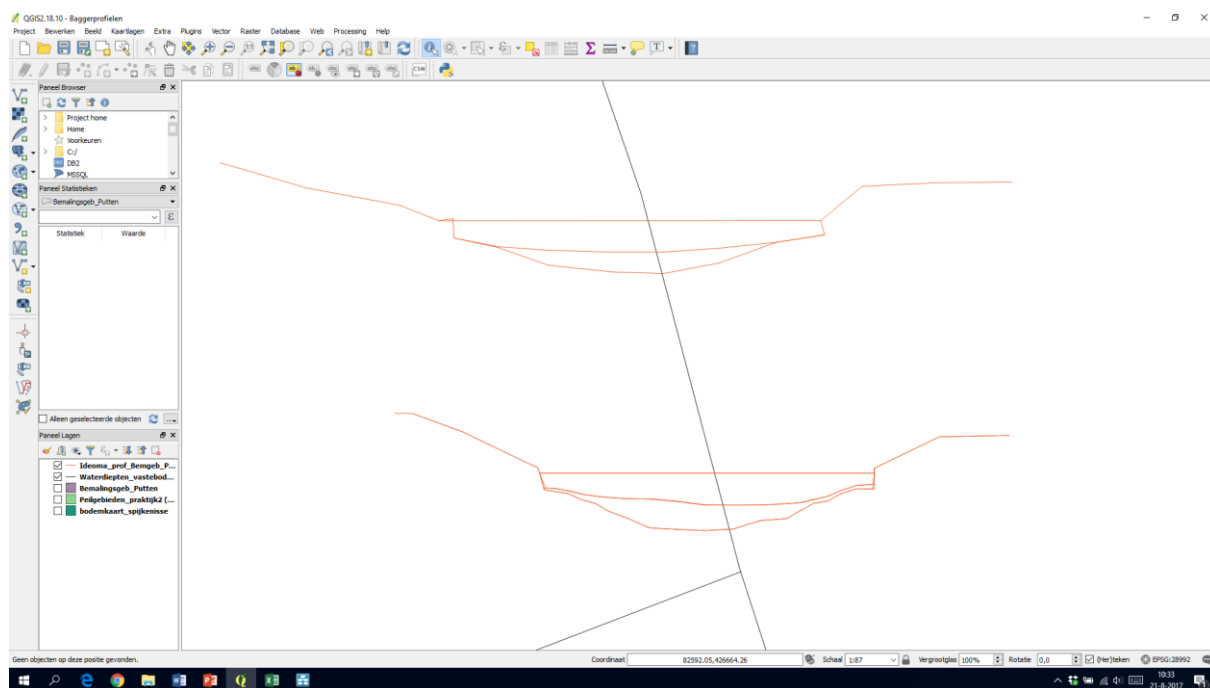 QGIS2.18.10 - Baggerprofielen
Project Bewerken Beeld Kaartlagen Extra Plugins Vector Raster Database Web Processing Help
CSW
Paneel Browser
Project home
Home
Voorkeuren
C:/
DB2
MSSQL
Paneel Statistieken
Bemalingsgeb_Putten
ε
Statistiek Waarde
Alleen geselecteerde objecten
Paneel Lagen
Ideoma_prof_Bemgeb_P...
Waterdiepten_vastebod...
Bemalingsgeb_Putten
Peilgebieden_praktijk2 (...
bodemkaart_spijkenisse
Geen objecten op deze positie gevonden. Coordinaat 82592.05,426664.26 Schaal 1:87 Vergrootglas 100% Rotatie 0,0 (Her)teken EPSG:28992
10:33
21-8-2017